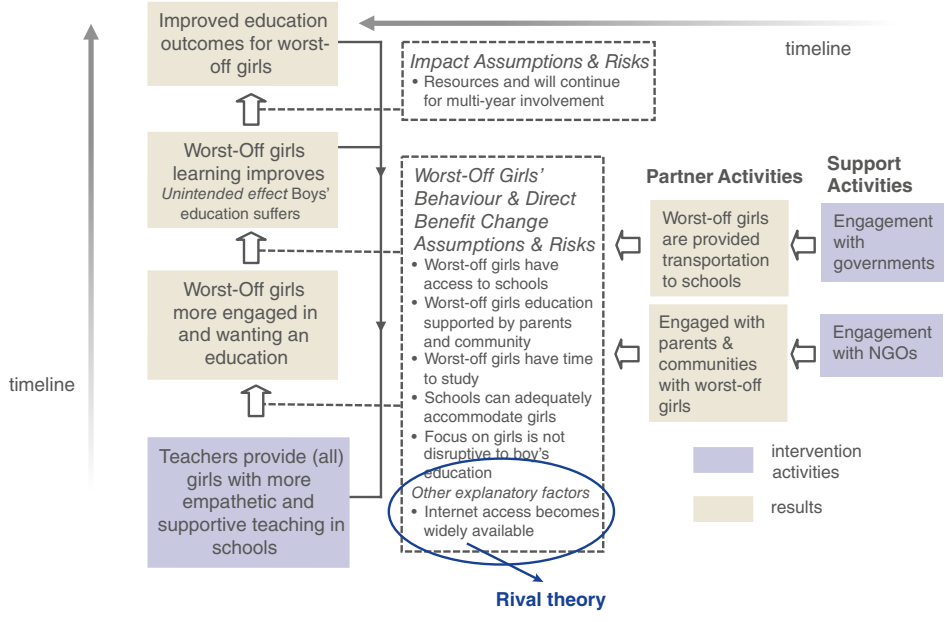 Improved education
outcomes for worst-
off girls
timeline
Impact Assumptions & Risks
• Resources and will continue
for multi-year involvement
Worst-Off girls
learning improves
Unintended effect Boys'
education suffers
Worst-Off Girls'
Behaviour & Direct
Benefit Change
Assumptions & Risks
• Worst-off girls have
access to schools
• Worst-off girls education
supported by parents
and community
• Worst-off girls have time
to study
• Schools can adequately
accommodate girls
• Focus on girls is not
disruptive to boy's
education
Other explanatory factors
• Internet access becomes
widely available
Rival theory
Partner Activities
Support
Activities
Worst-off girls
are provided
transportation
to schools
Engagement
with
governments
Engaged with
parents &
communities
with worst-off
girls
Engagement
with NGOs
Worst-Off girls
more engaged in
and wanting an
education
timeline
Teachers provide (all)
girls with more
empathetic and
supportive teaching in
schools
intervention
activities
results